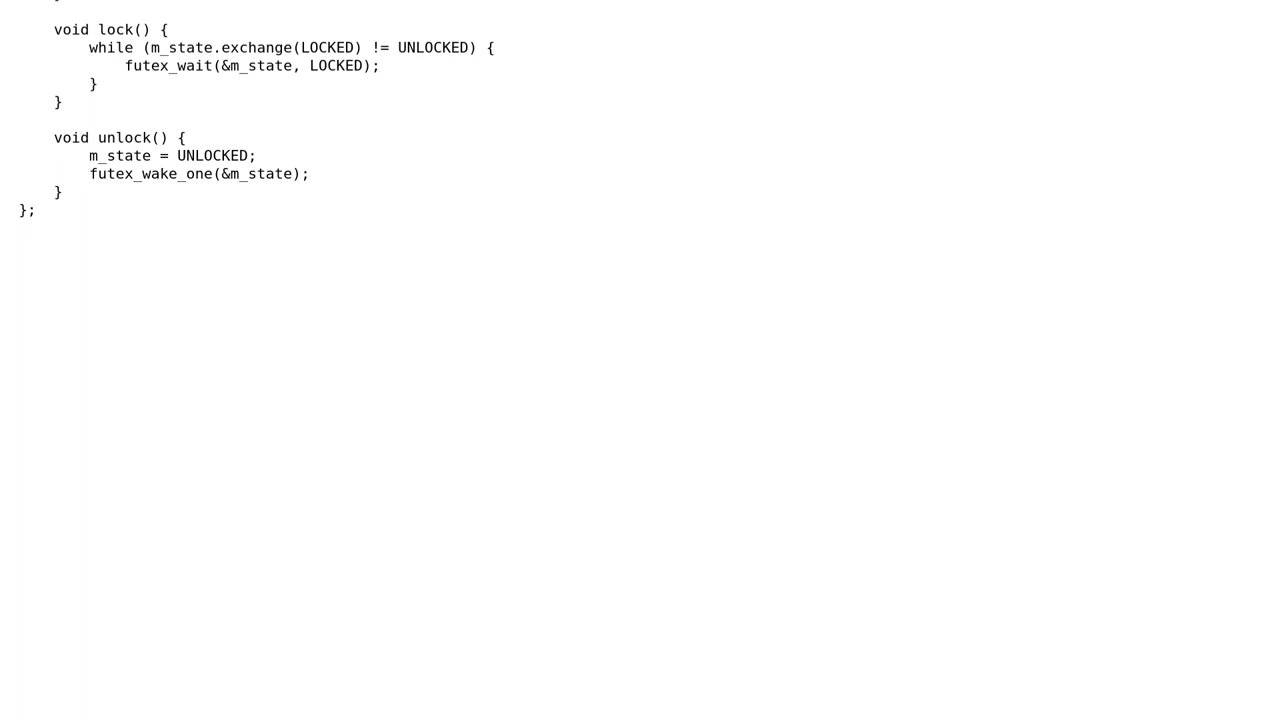 void lock() {
        while (m_state.exchange(LOCKED) != UNLOCKED) {
            futex_wait(&m_state, LOCKED);
        }
    }

    void unlock() {
        m_state = UNLOCKED;
        futex_wake_one(&m_state);
    }
};